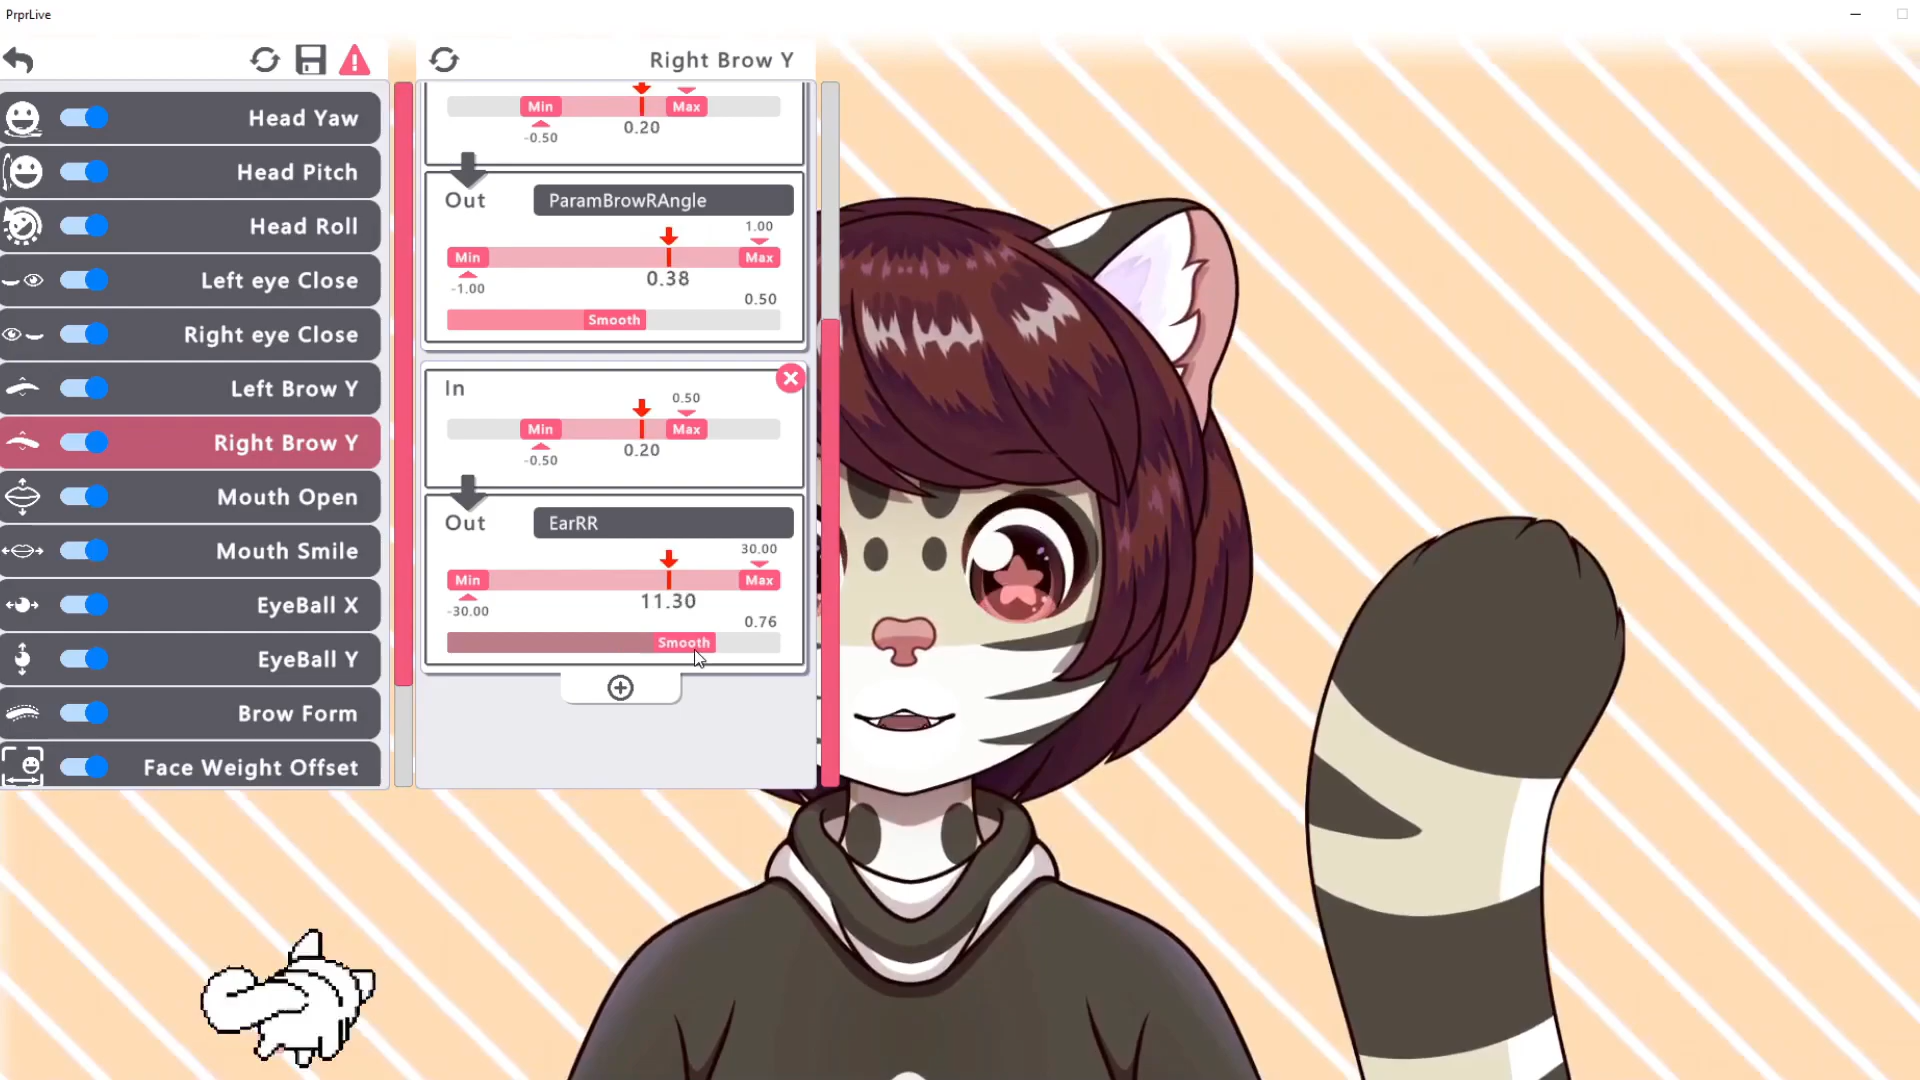 PrprLive
Right Brow Y
Head Yaw
Head Pitch
Head Roll
Left eye Close
Right eye Close
Left Brow Y
Right Brow Y
Mouth Open
Mouth Smile
EyeBall X
EyeBall Y
Brow Form
Face Weight Offset
Min
Max
0.20
-0.50
Out
ParamBrowRAngle
1.00
Min
Max
0.38
-1.00
0.50
Smooth
In
0.50
Min
Max
0.20
-0.50
Out
EarRR
30.00
Min
Max
11.30
-30.00
0.76
Smooth